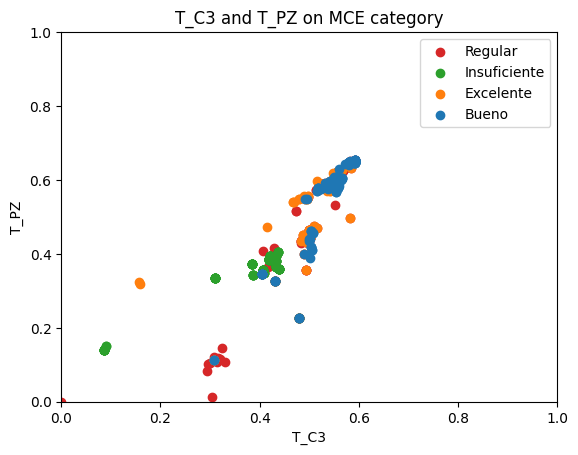 T_C3 and T_PZ on MCE category
1.0
0.8
0.6
0.4
0.2
0.0
T_PZ
Regular
Insuficiente
Excelente
Bueno
0.0 0.2 0.4 0.6 0.8 1.0
T_C3